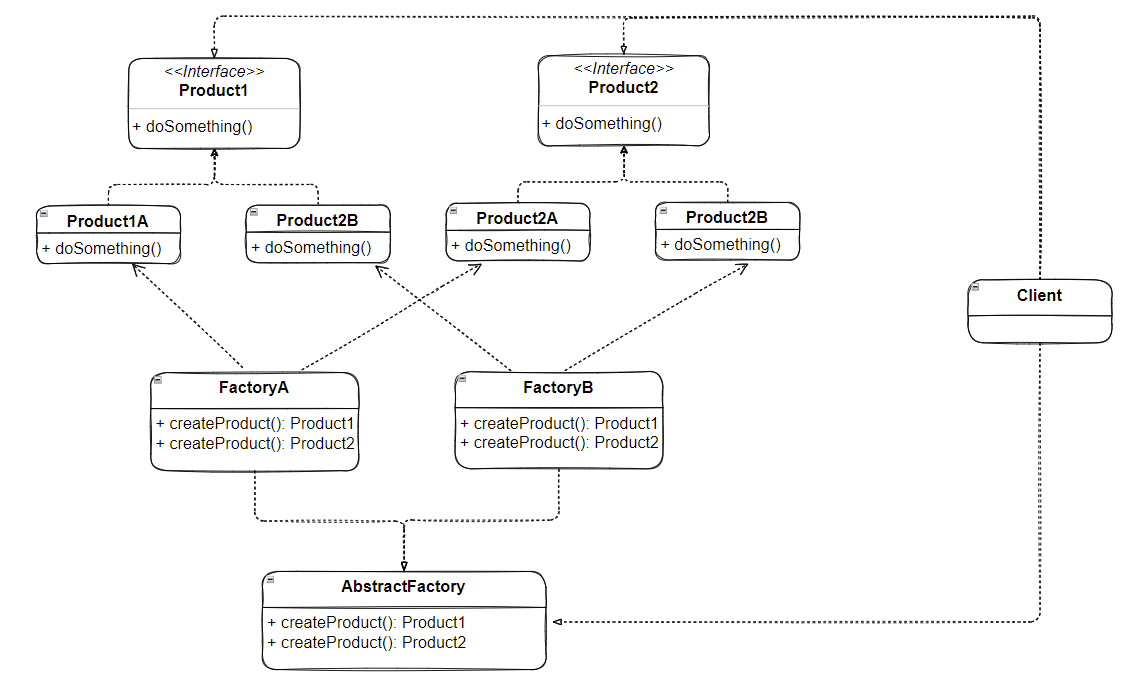 <<Interface>>
Product1
+ doSomething()
<<Interface>>
Product2
+ doSomething()
Product1A
+ doSomething()
Product2B
+ doSomething()
Product2A
+ doSomething()
Product2B
+ doSomething()
Client
FactoryA
+ createProduct(): Product1
+ createProduct(): Product2
FactoryB
+ createProduct(): Product1
+ createProduct(): Product2
AbstractFactory
+ createProduct(): Product1
+ createProduct(): Product2